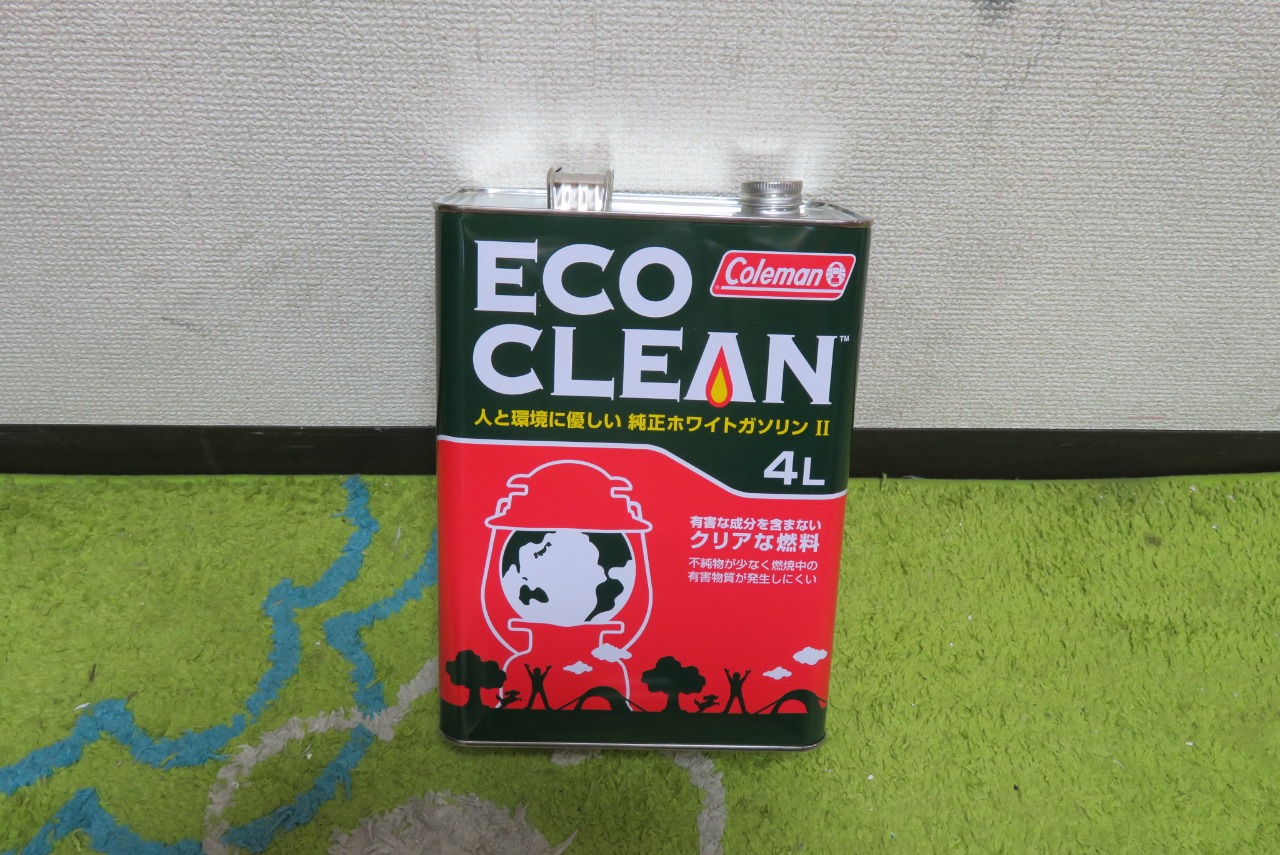 ECO
Coleman
CLEAN™
人と環境に優しい 純正ホワイトガソリン II
4L
有害な成分を含まない
クリアな燃料
不純物が少なく燃焼中の
有害物質が発生しにくい